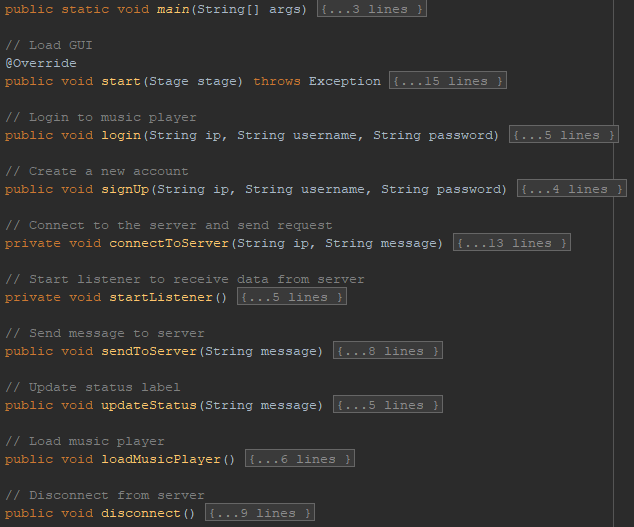 public static void main(String[] args) {...3 lines }
// Load GUI
@Override
public void start(Stage stage) throws Exception {...15 lines }
// Login to music player
public void login(String ip, String username, String password) {...5 lines }
// Create a new account
public void signUp(String ip, String username, String password) {...4 lines }
// Connect to the server and send request
private void connectToServer(String ip, String message) {...13 lines }
// Start listener to receive data from server
private void startListener() {...5 lines }
// Send message to server
public void sendToServer(String message) {...8 lines }
// Update status label
public void updateStatus(String message) {...5 lines }
// Load music player
public void loadMusicPlayer() {...6 lines }
// Disconnect from server
public void disconnect() {...9 lines }